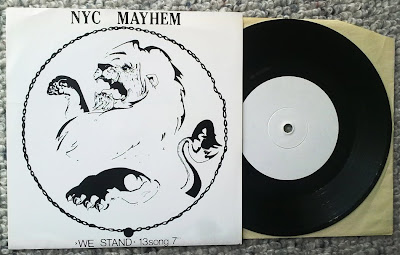 NYC MAYHEM
·WE STAND· 13song 7"